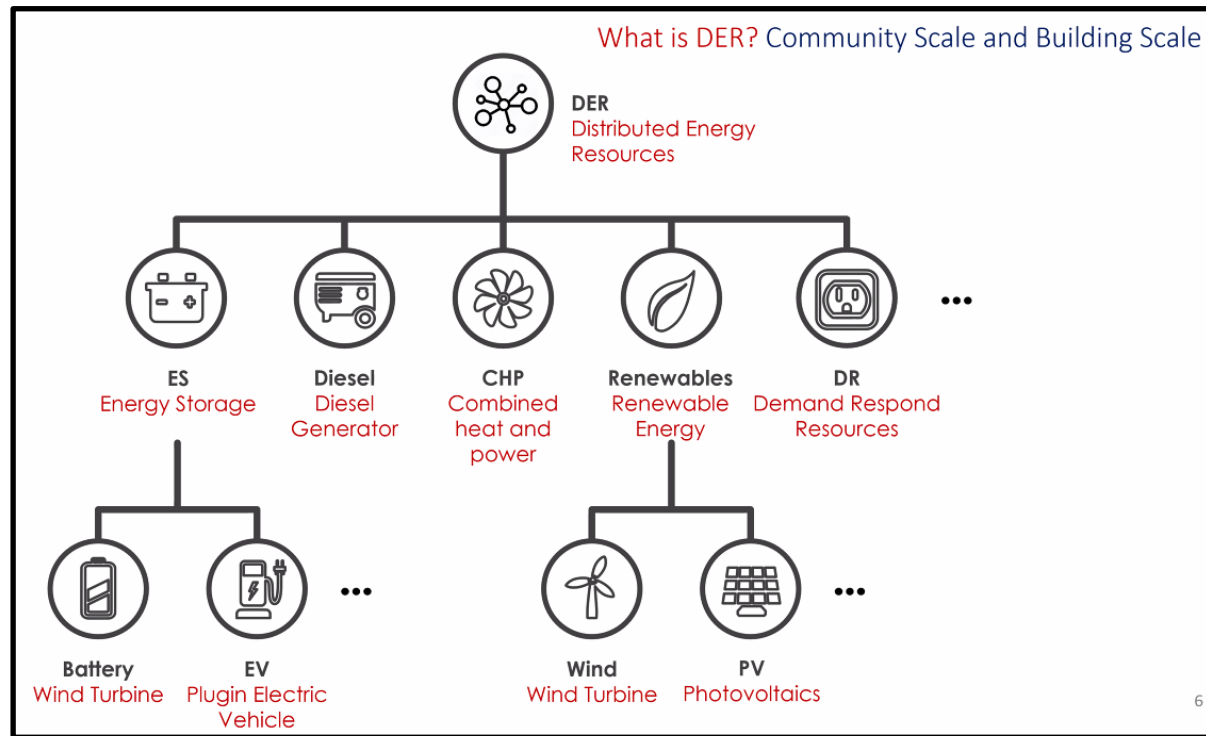 What is DER? Community Scale and Building Scale
DER
Distributed Energy
Resources
ES
Energy Storage
Diesel
Diesel
Generator
CHP
Combined
heat and
power
Renewables
Renewable
Energy
DR
Demand Respond
Resources
...
Battery
Wind Turbine
EV
Plugin Electric
Vehicle
...
Wind
Wind Turbine
PV
Photovoltaics
...
6